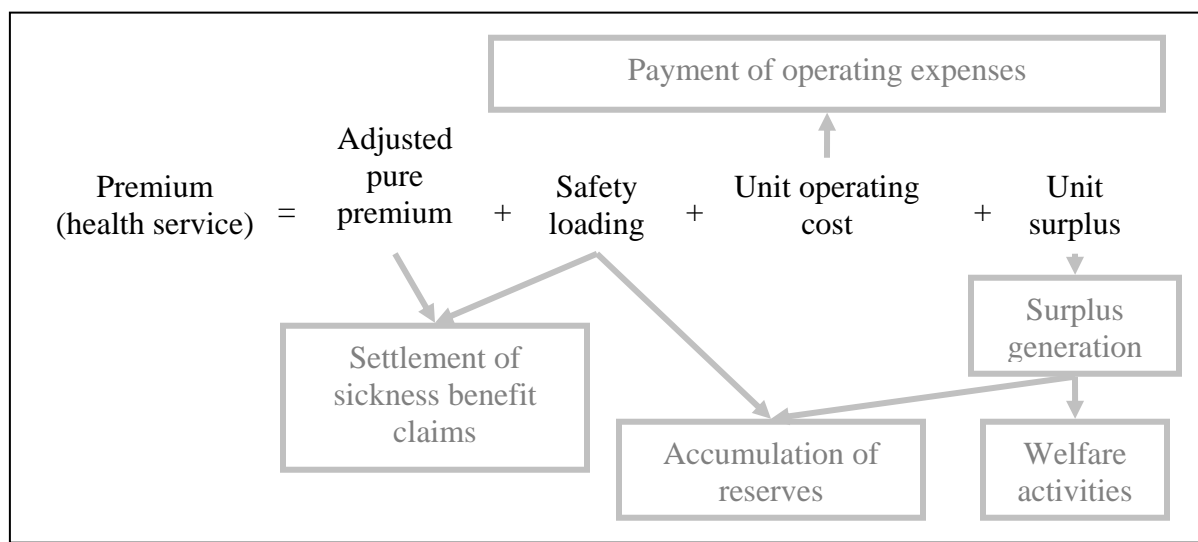 Payment of operating expenses
Premium
(health service)
=
Adjusted
pure
premium
+
Safety
loading
+
Unit operating
cost
+
Unit
surplus
Settlement of
sickness benefit
claims
Surplus
generation
Accumulation of
reserves
Welfare
activities